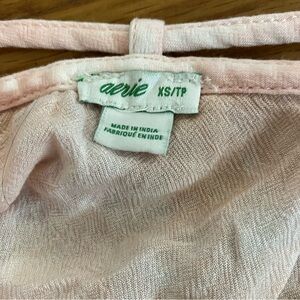 aerie XS/TP
MADE IN INDIA
FABRIQUÉ EN INDE